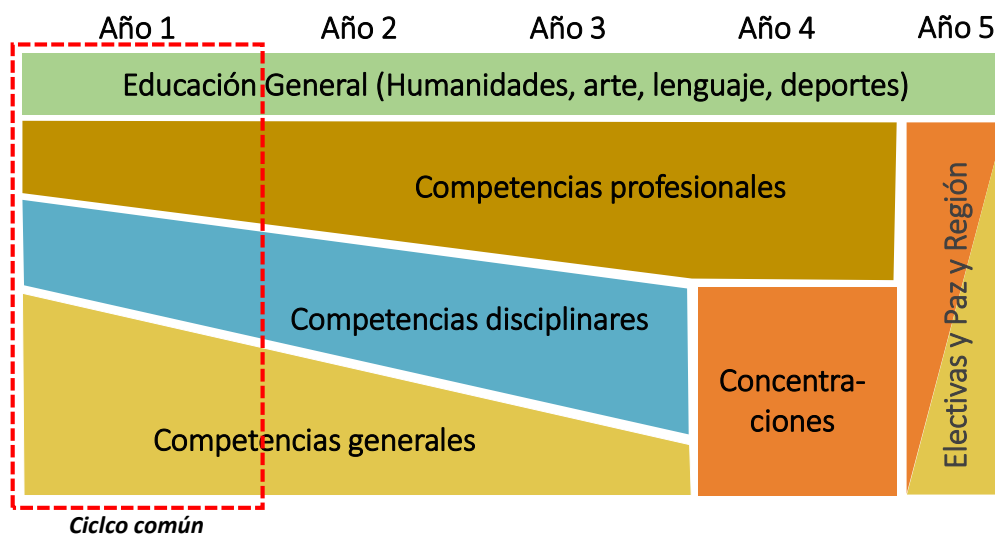 Año 1 Año 2 Año 3 Año 4 Año 5
Educación General (Humanidades, arte, lenguaje, deportes)
Competencias profesionales
Competencias disciplinares
Competencias generales
Concentra-
ciones
Electivas y Paz y Región
Ciclco común